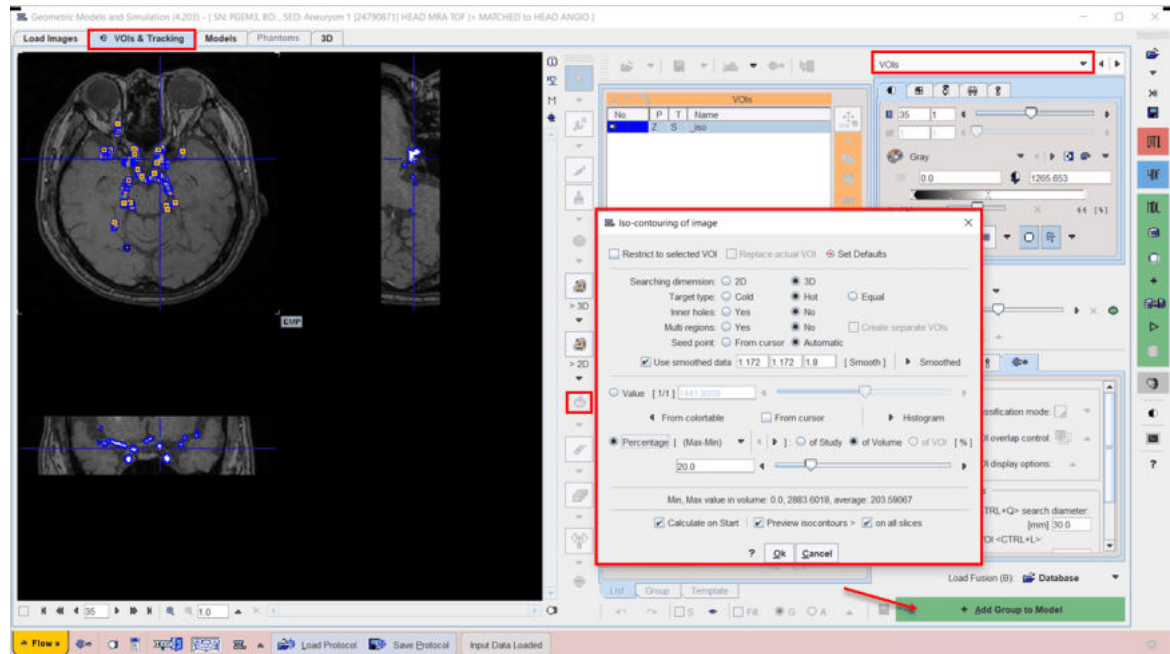 Geometric Models and Simulation (4.203) - [ SN: PGEM3, BD:, SED: Aneurysm 1 [24790871] HEAD MRA TOF [» MATCHED to HEAD ANGIO ]
Load Images VOIs & Tracking Models Phantoms 3D
VOIs
VOIs
No. P T Name
Z S _iso
35 1
1 1
Gray
0.0 1265.653
[%]
M
> 3D
> 2D
EMP
Iso-contouring of image
Restrict to selected VOI Replace actual VOI Set Defaults
Searching dimension: 2D 3D
Target type: Cold Hot Equal
Inner holes: Yes No
Multi regions: Yes No Create separate VOIs
Seed point: From cursor Automatic
Use smoothed data 1.172 1.172 1.8 [ Smooth ] Smoothed
Value [ 1/1 ]
From colortable From cursor Histogram
Percentage ] (Max-Min) ] : of Study of Volume of VOI [ % ]
20.0
Min, Max value in volume: 0.0, 2883.6018, average: 203.59067
Calculate on Start Preview isocontours > on all slices
? Ok Cancel
ssification mode:
OI overlap control:
OI display options:
TRL+Q> search diameter:
[mm] 30.0
OI <CTRL+L>:
Load Fusion (B): Database
List Group Template
S Fill G A
Add Group to Model
35 1.0
Flow Load Protocol Save Protocol Input Data Loaded